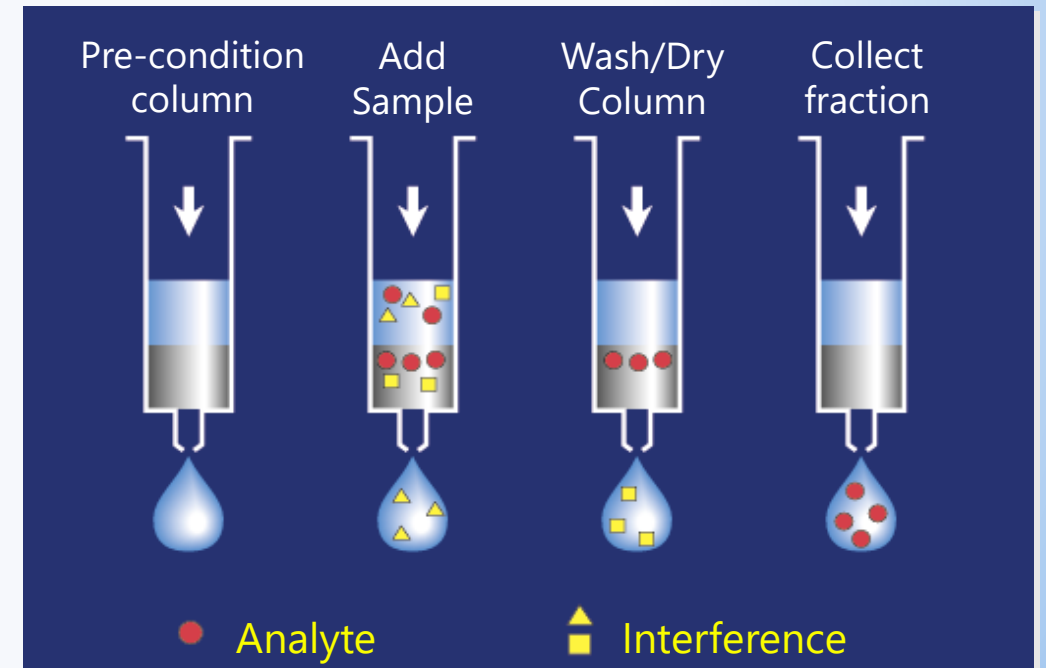 Pre-condition
column
Add
Sample
Wash/Dry
Column
Collect
fraction
Analyte
Interference